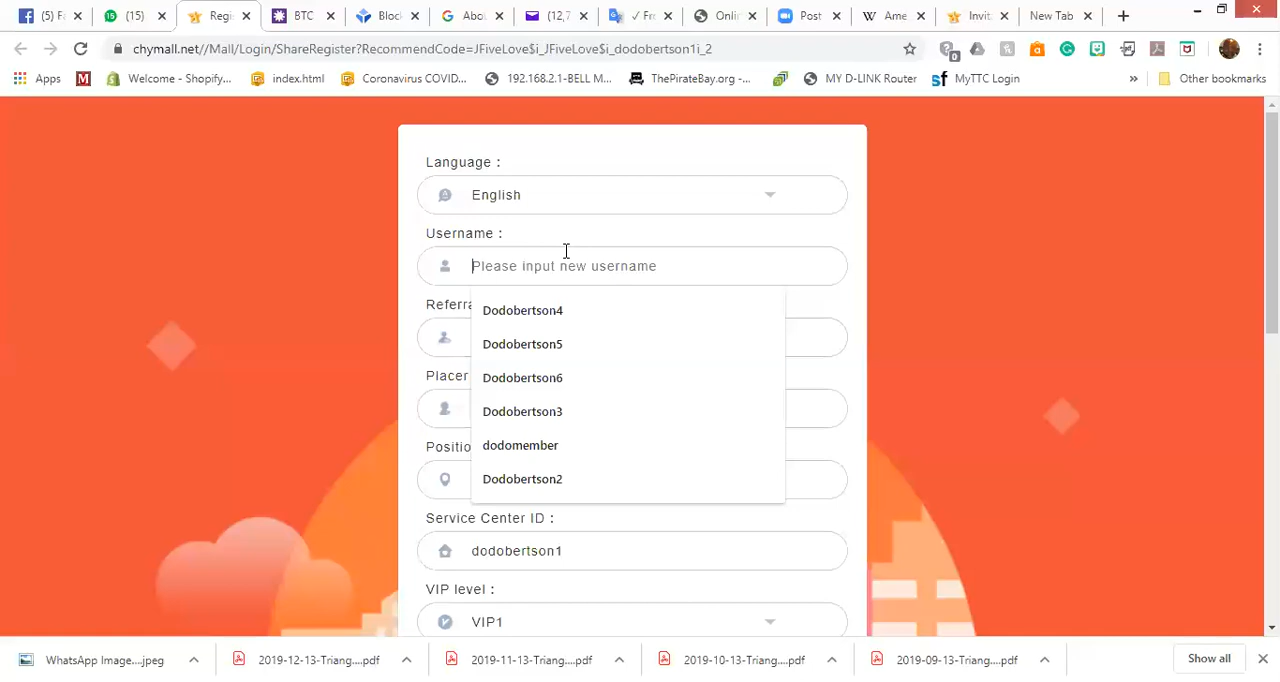 (5) F
(15)
Regi
BTC
Block
Abo
(12,7
✓ Fre
Onli
Post
Ame
Invit
New Tab
chymall.net//Mall/Login/ShareRegister?RecommendCode=JFiveLove$i_JFiveLove$i_dodobertson1i_2
0
Apps
Welcome - Shopify...
index.html
Coronavirus COVID...
192.168.2.1-BELL M...
ThePirateBay.org -...
MY D-LINK Router
sf MyTTC Login
»
Other bookmarks
Language :
English
Username :
Please input new username
Dodobertson4
Dodobertson5
Dodobertson6
Dodobertson3
dodomember
Dodobertson2
Referra
Placer
Positio
Service Center ID :
dodobertson1
VIP level :
VIP1
WhatsApp Image....jpeg
2019-12-13-Triang....pdf
2019-11-13-Triang....pdf
2019-10-13-Triang....pdf
2019-09-13-Triang....pdf
Show all